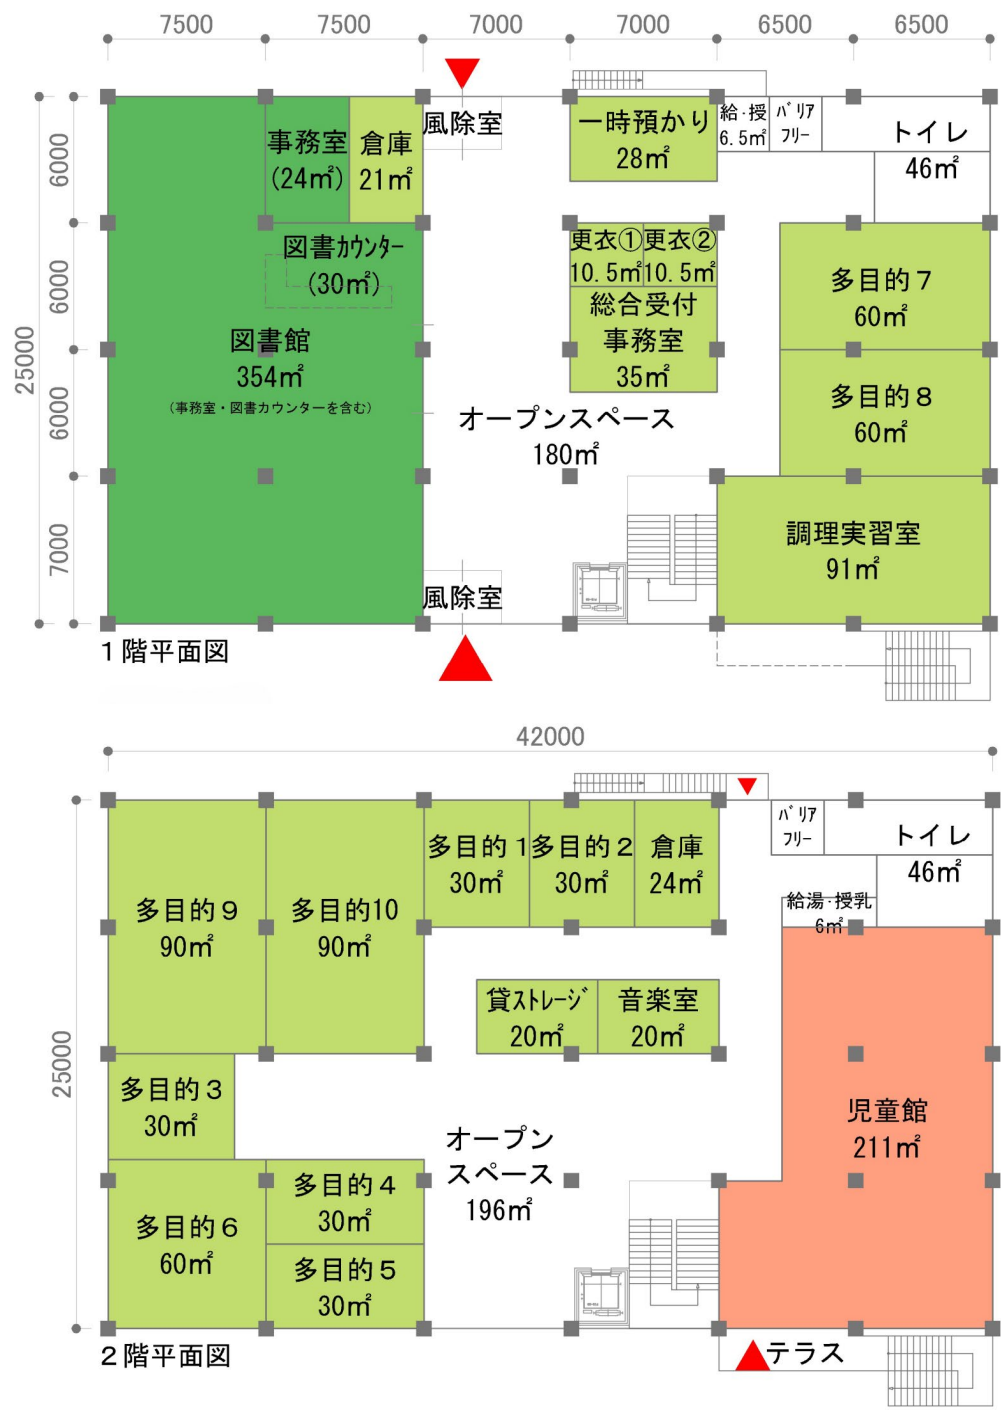 7500
7500
7000
7000
6500
6500
25000
6000
6000
6000
7000
事務室
(24㎡)
倉庫
21㎡
風除室
一時預かり
28㎡
給・授
6.5㎡
バリア
フリー
トイレ
46㎡
図書カウンター
(30㎡)
更衣①
10.5㎡
更衣②
10.5㎡
総合受付
事務室
35㎡
多目的７
60㎡
図書館
354㎡
（事務室・図書カウンターを含む）
多目的８
60㎡
オープンスペース
180㎡
調理実習室
91㎡
風除室
１階平面図
42000
25000
多目的９
90㎡
多目的10
90㎡
多目的１
30㎡
多目的２
30㎡
倉庫
24㎡
バリア
フリー
トイレ
46㎡
給湯・授乳
6㎡
貸ストレージ
20㎡
音楽室
20㎡
多目的３
30㎡
児童館
211㎡
オープン
スペース
196㎡
多目的４
30㎡
多目的６
60㎡
多目的５
30㎡
２階平面図
テラス